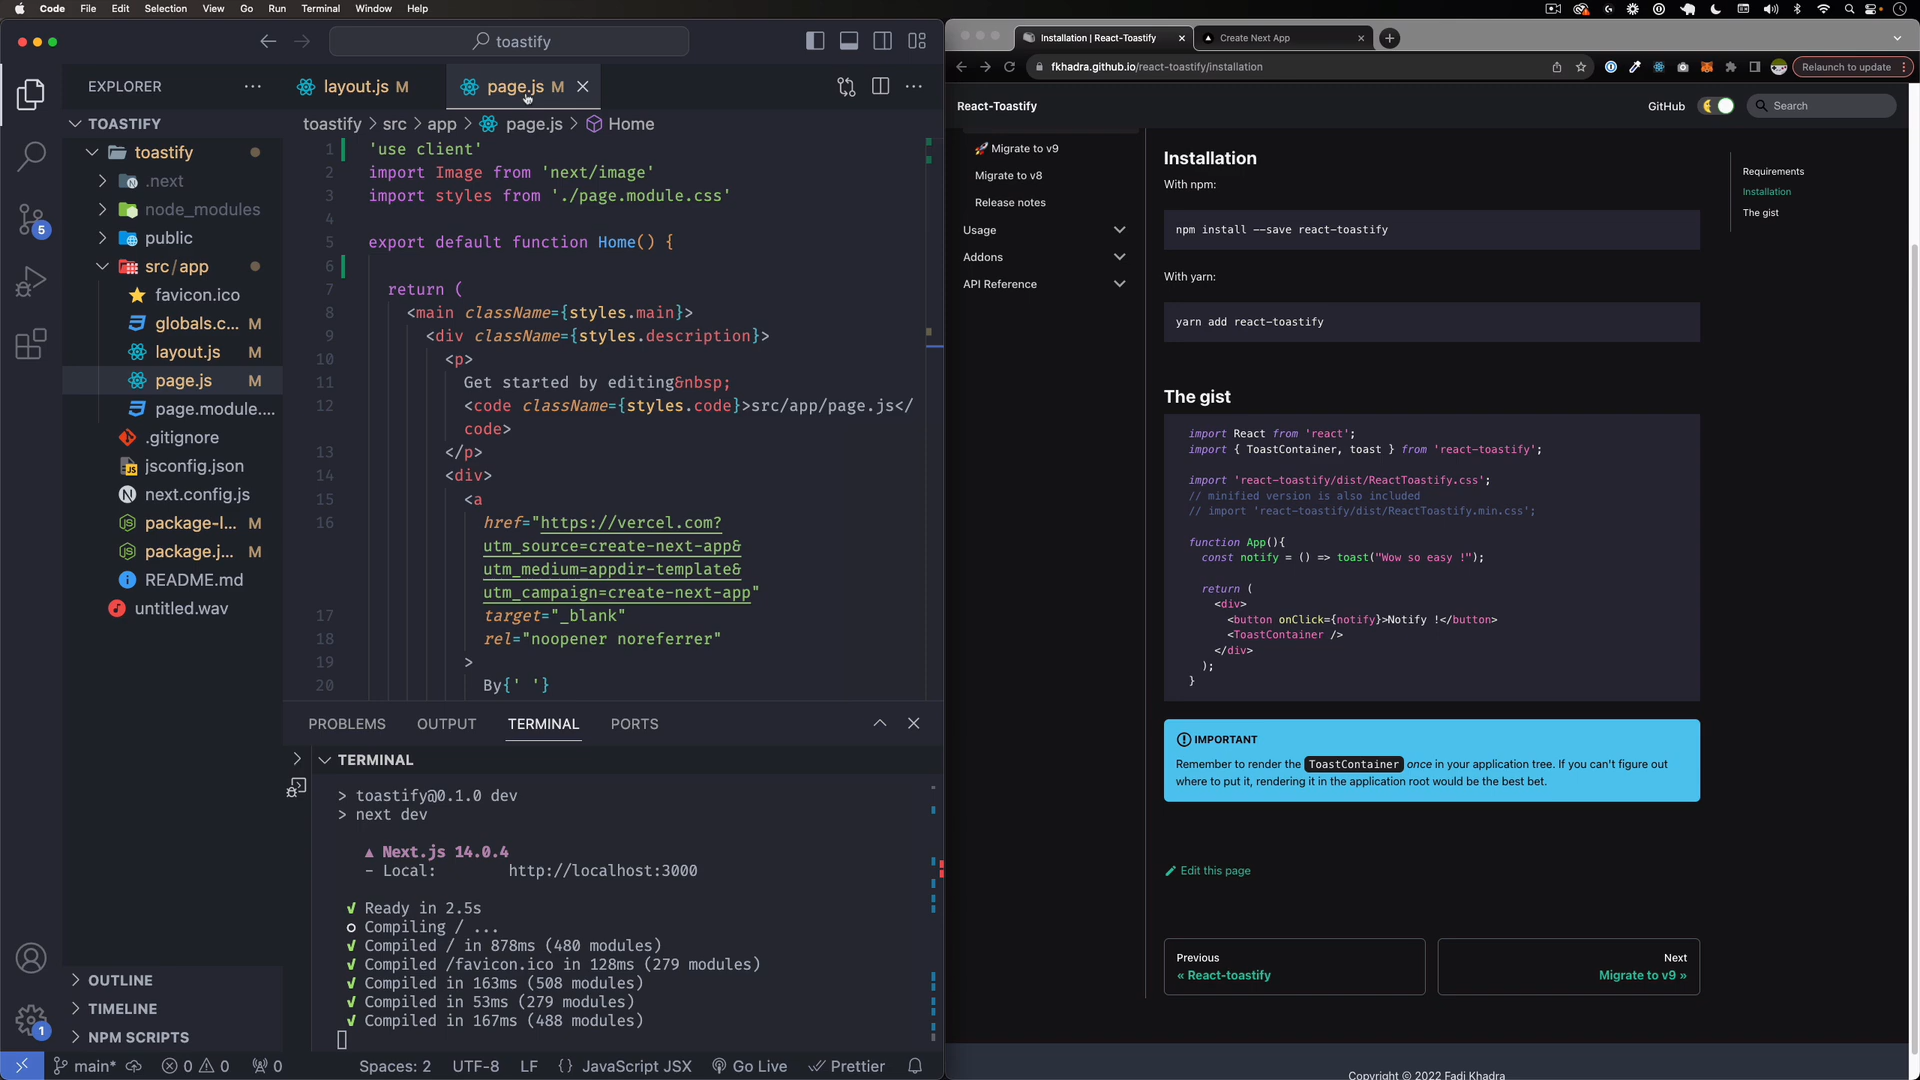 Code File Edit Selection View Go Run Terminal Window Help
toastify
EXPLORER
TOASTIFY
toastify
.next
node_modules
public
src/app
favicon.ico
globals.c... M
layout.js M
page.js M
page.module....
.gitignore
jsconfig.json
next.config.js
package-l... M
package.j... M
README.md
untitled.wav
OUTLINE
TIMELINE
NPM SCRIPTS
5
1
layout.js M
page.js M
toastify > src > app > page.js > Home
1 'use client'
2 import Image from 'next/image'
3 import styles from './page.module.css'
4
5 export default function Home() {
6
7 return (
8 <main className={styles.main}>
9 <div className={styles.description}>
10 <p>
11 Get started by editing&nbsp;
12 <code className={styles.code}>src/app/page.js</
code>
13 </p>
14 <div>
15 <a
16 href="https://vercel.com?
utm_source=create-next-app&
utm_medium=appdir-template&
utm_campaign=create-next-app"
17 target="_blank"
18 rel="noopener noreferrer"
19 >
20 By{' '}
PROBLEMS OUTPUT TERMINAL PORTS
TERMINAL
> toastify@0.1.0 dev
> next dev
▲ Next.js 14.0.4
- Local: http://localhost:3000
✓ Ready in 2.5s
○ Compiling / ...
✓ Compiled / in 878ms (480 modules)
✓ Compiled /favicon.ico in 128ms (279 modules)
✓ Compiled in 163ms (508 modules)
✓ Compiled in 53ms (279 modules)
✓ Compiled in 167ms (488 modules)
main* 0 0 0 Spaces: 2 UTF-8 LF {} JavaScript JSX Go Live Prettier
Installation | React-Toastify
Create Next App
fkhadra.github.io/react-toastify/installation
Relaunch to update
React-Toastify
GitHub
Search
🚀 Migrate to v9
Migrate to v8
Release notes
Usage
Addons
API Reference
Installation
With npm:
npm install --save react-toastify
With yarn:
yarn add react-toastify
The gist
import React from 'react';
import { ToastContainer, toast } from 'react-toastify';
import 'react-toastify/dist/ReactToastify.css';
// minified version is also included
// import 'react-toastify/dist/ReactToastify.min.css';
function App(){
const notify = () => toast("Wow so easy !");
return (
<div>
<button onClick={notify}>Notify !</button>
<ToastContainer />
</div>
);
}
IMPORTANT
Remember to render the ToastContainer once in your application tree. If you can't figure out
where to put it, rendering it in the application root would be the best bet.
Edit this page
Previous
« React-toastify
Next
Migrate to v9 »
Requirements
Installation
The gist
Copyright © 2022 Fadi Khadra